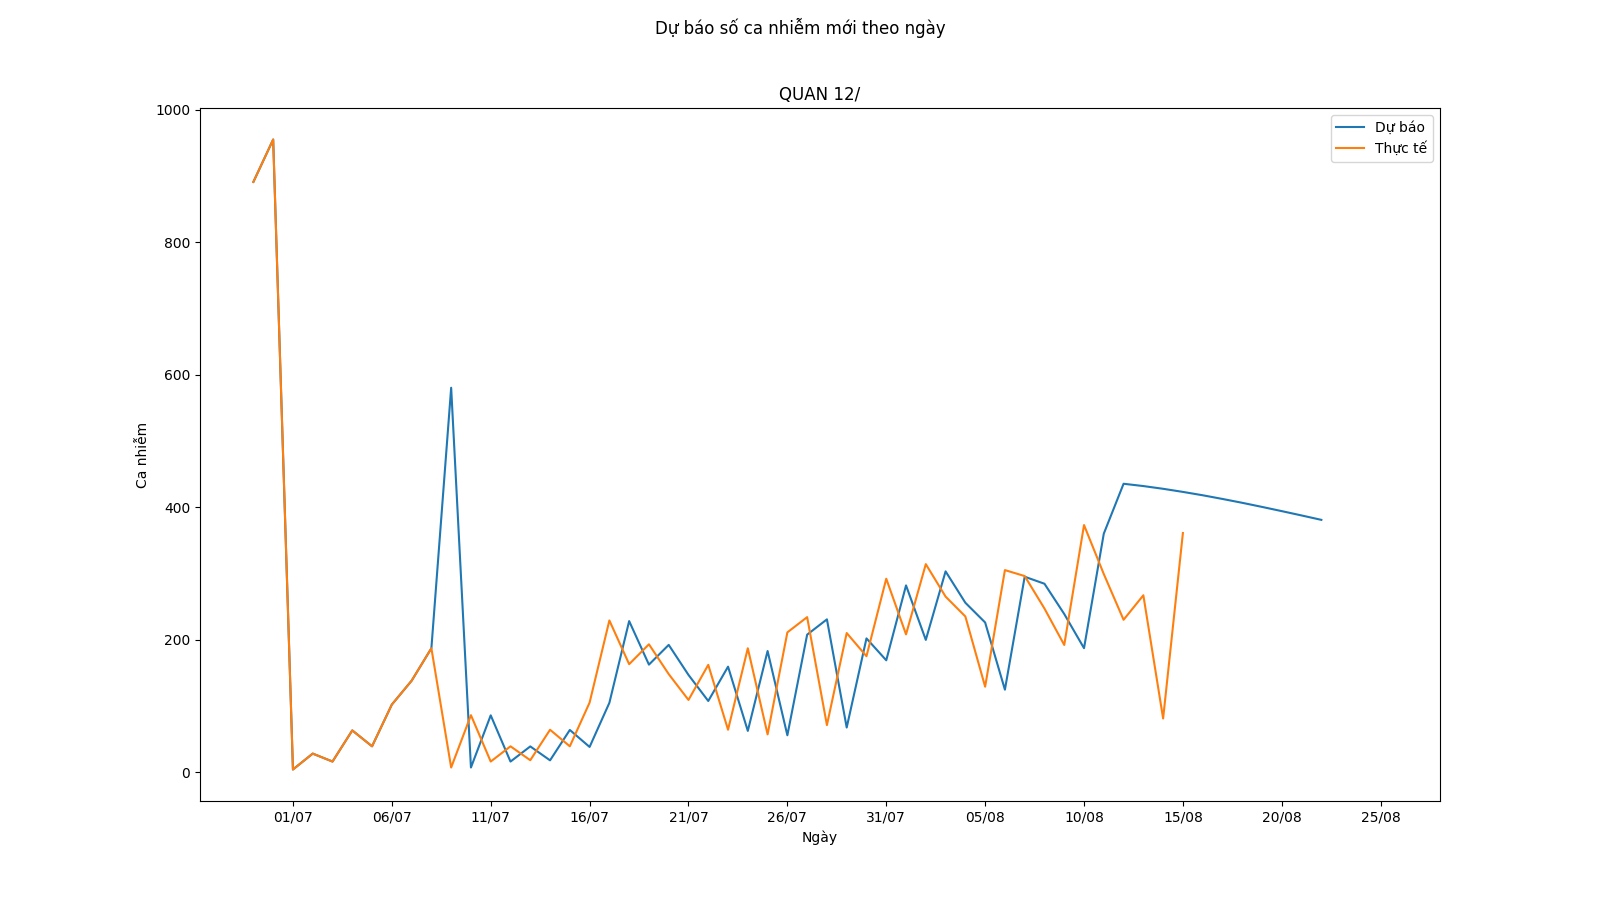 Dự báo số ca nhiễm mới theo ngày
QUAN 12/
1000
800
600
400
200
0
Ca nhiễm
Dự báo
Thực tế
01/07 06/07 11/07 16/07 21/07 26/07 31/07 05/08 10/08 15/08 20/08 25/08
Ngày